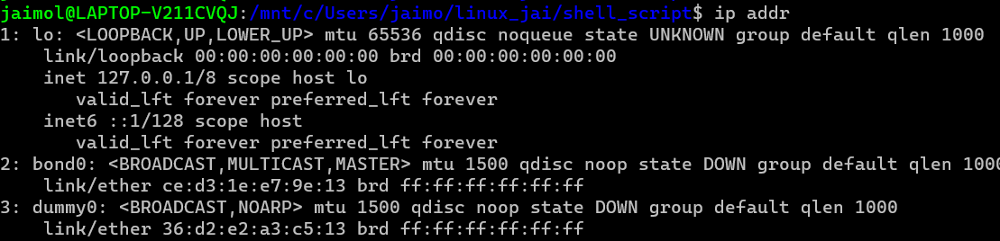 jaimol@LAPTOP-V211CVQJ:/mnt/c/Users/jaimo/linux_jai/shell_script$ ip addr
1: lo: <LOOPBACK,UP,LOWER_UP> mtu 65536 qdisc noqueue state UNKNOWN group default qlen 1000
    link/loopback 00:00:00:00:00:00 brd 00:00:00:00:00:00
    inet 127.0.0.1/8 scope host lo
       valid_lft forever preferred_lft forever
    inet6 ::1/128 scope host
       valid_lft forever preferred_lft forever
2: bond0: <BROADCAST,MULTICAST,MASTER> mtu 1500 qdisc noop state DOWN group default qlen 1000
    link/ether ce:d3:1e:e7:9e:13 brd ff:ff:ff:ff:ff:ff
3: dummy0: <BROADCAST,NOARP> mtu 1500 qdisc noop state DOWN group default qlen 1000
    link/ether 36:d2:e2:a3:c5:13 brd ff:ff:ff:ff:ff:ff